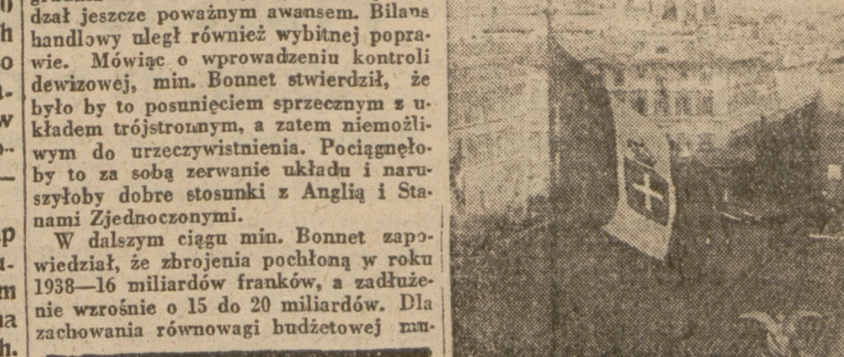 dzał jeszcze poważnym awansem. Bilans
handlowy uległ również wybitnej popra-
wie. Mówiąc o wprowadzeniu kontroli
dewizowej, min. Bonnet stwierdził, że
było by to posunięciem sprzecznym z u-
kładem trójstronnym, a zatem niemożli-
wym do urzeczywistnienia. Pociągnęło-
by to za sobą zerwanie układu i naru-
szyłoby dobre stosunki z Anglią i Sta-
nami Zjednoczonymi.
W dalszym ciągu min. Bonnet zapo-
wiedział, że zbrojenia pochłoną w roku
1938—16 miliardów franków, a zadłuże-
nie wzrośnie o 15 do 20 miliardów. Dla
zachowania równowagi budżetowej mu-